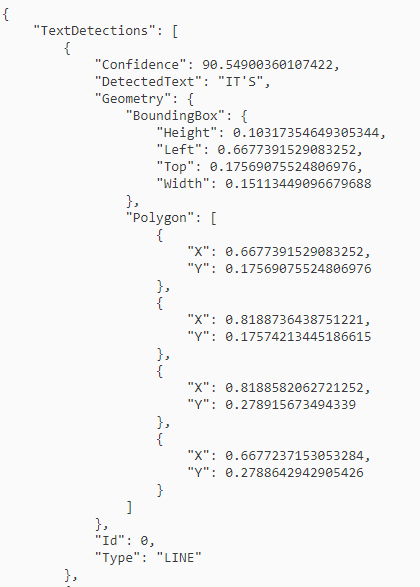 {
"TextDetections": [
{
"Confidence": 90.54900360107422,
"DetectedText": "IT'S",
"Geometry": {
"BoundingBox": {
"Height": 0.10317354649305344,
"Left": 0.6677391529083252,
"Top": 0.17569075524806976,
"Width": 0.15113449096679688
},
"Polygon": [
{
"X": 0.6677391529083252,
"Y": 0.17569075524806976
},
{
"X": 0.8188736438751221,
"Y": 0.17574213445186615
},
{
"X": 0.8188582062721252,
"Y": 0.278915673494339
},
{
"X": 0.6677237153053284,
"Y": 0.2788642942905426
}
]
},
"Id": 0,
"Type": "LINE"
},